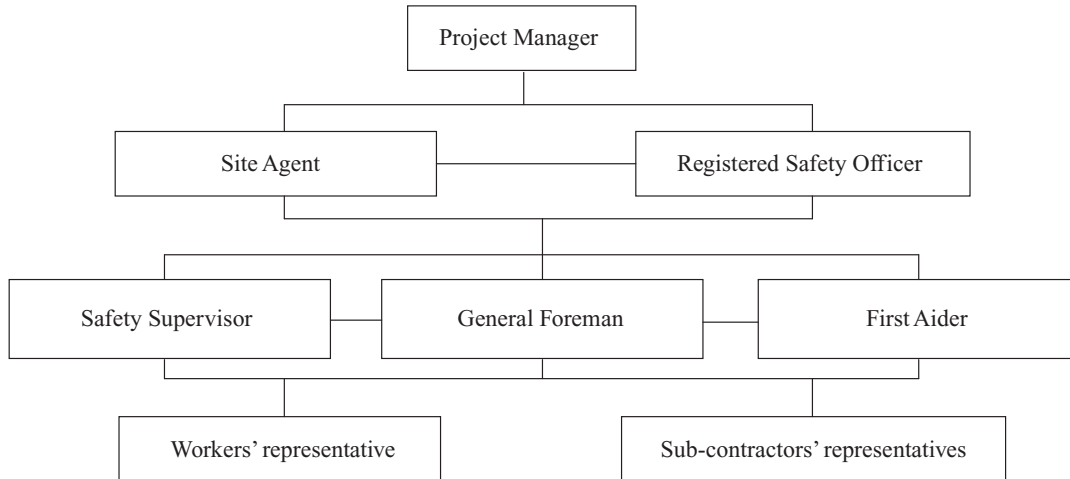 Project Manager
Site Agent
Registered Safety Officer
Safety Supervisor
General Foreman
First Aider
Workers’ representative
Sub-contractors’ representatives